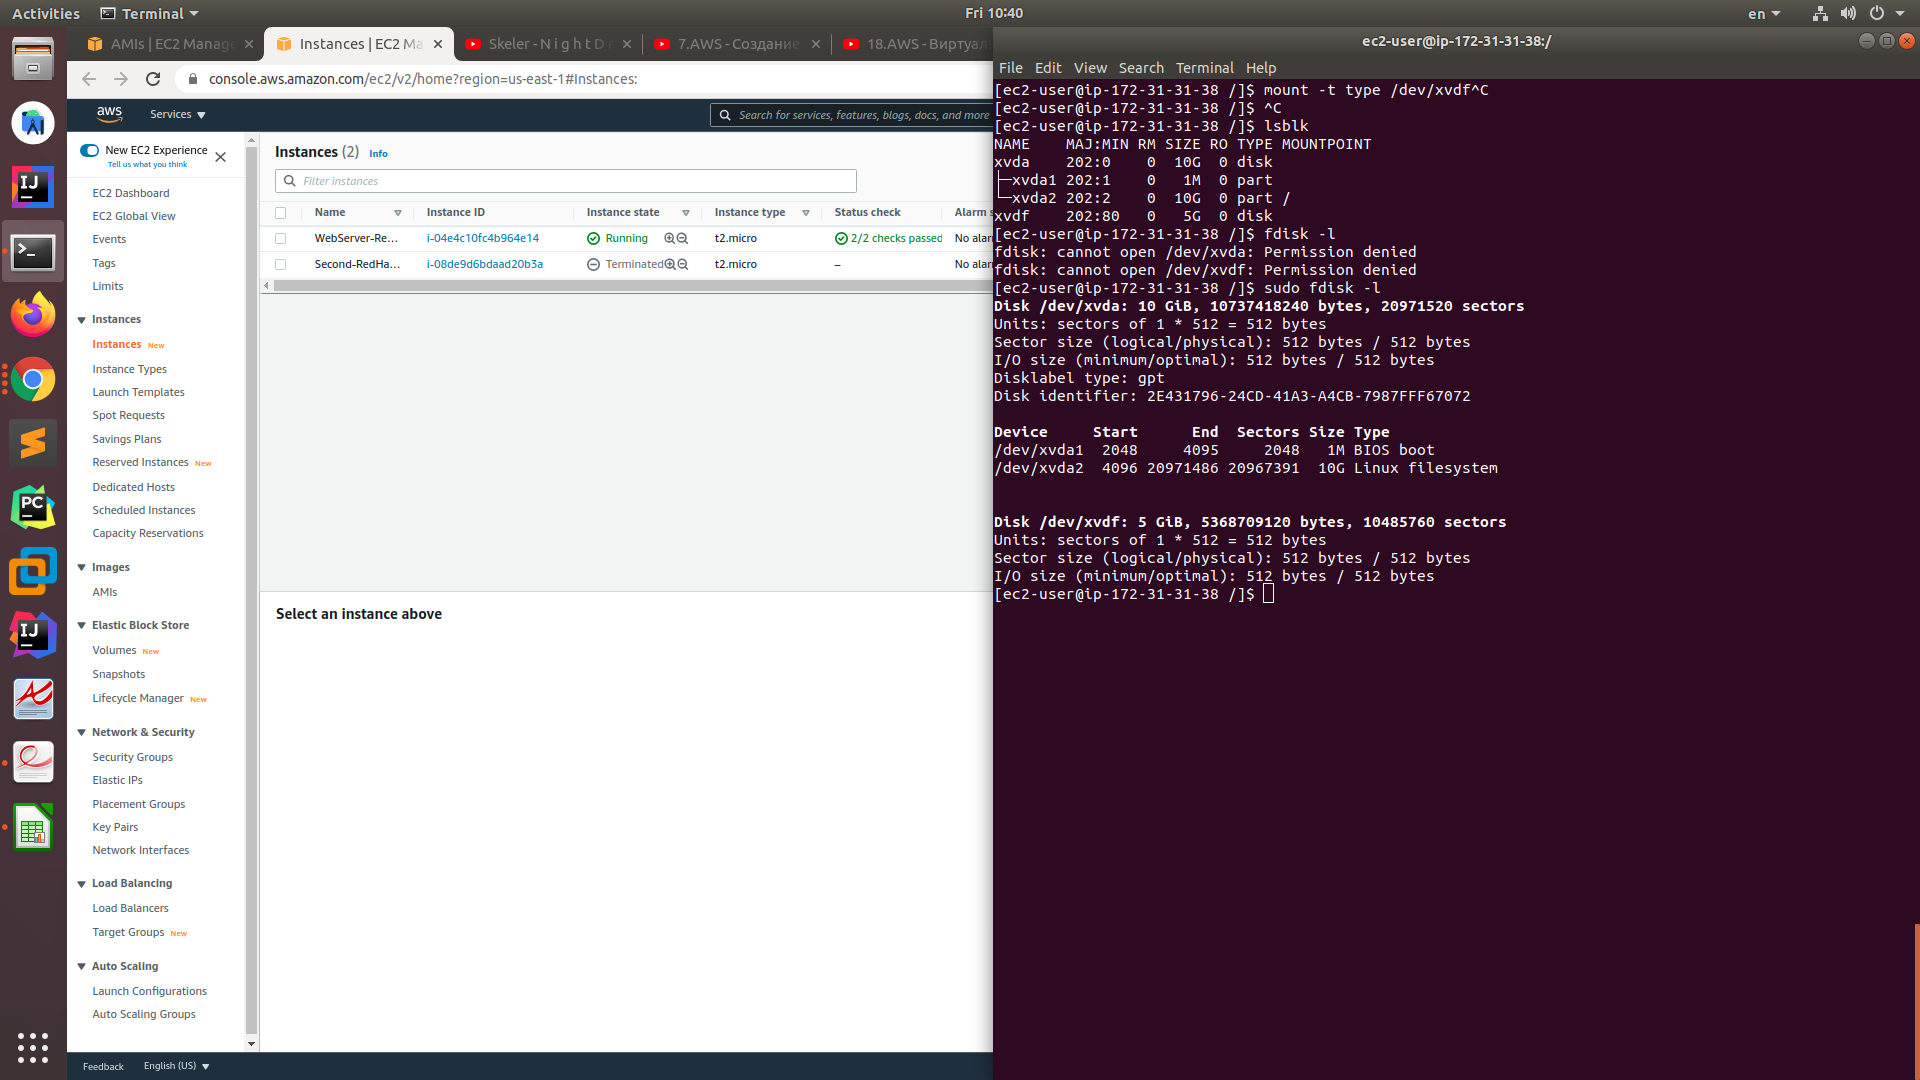 Activities
Terminal
Fri 10:40
en
AMIs | EC2 Manage
Instances | EC2 Ma
Skeler - N i g h t D r
7.AWS - Создание
18.AWS - Виртуал
console.aws.amazon.com/ec2/v2/home?region=us-east-1#Instances:
aws
Services
Search for services, features, blogs, docs, and more
New EC2 Experience
Tell us what you think
EC2 Dashboard
EC2 Global View
Events
Tags
Limits
Instances
Instances New
Instance Types
Launch Templates
Spot Requests
Savings Plans
Reserved Instances New
Dedicated Hosts
Scheduled Instances
Capacity Reservations
Images
AMIs
Elastic Block Store
Volumes New
Snapshots
Lifecycle Manager New
Network & Security
Security Groups
Elastic IPs
Placement Groups
Key Pairs
Network Interfaces
Load Balancing
Load Balancers
Target Groups New
Auto Scaling
Launch Configurations
Auto Scaling Groups
Feedback
English (US)
Instances (2) Info
Filter instances
Name Instance ID Instance state Instance type Status check Alarm s
WebServer-Re... i-04e4c10fc4b964e14 Running t2.micro 2/2 checks passed No alar
Second-RedHa... i-08de9d6bdaad20b3a Terminated t2.micro – No alar
Select an instance above
ec2-user@ip-172-31-31-38:/
File Edit View Search Terminal Help
[ec2-user@ip-172-31-31-38 /]$ mount -t type /dev/xvdf^C
[ec2-user@ip-172-31-31-38 /]$ ^C
[ec2-user@ip-172-31-31-38 /]$ lsblk
NAME    MAJ:MIN RM SIZE RO TYPE MOUNTPOINT
xvda    202:0    0  10G  0 disk
├─xvda1 202:1    0   1M  0 part
└─xvda2 202:2    0  10G  0 part /
xvdf    202:80   0   5G  0 disk
[ec2-user@ip-172-31-31-38 /]$ fdisk -l
fdisk: cannot open /dev/xvda: Permission denied
fdisk: cannot open /dev/xvdf: Permission denied
[ec2-user@ip-172-31-31-38 /]$ sudo fdisk -l
Disk /dev/xvda: 10 GiB, 10737418240 bytes, 20971520 sectors
Units: sectors of 1 * 512 = 512 bytes
Sector size (logical/physical): 512 bytes / 512 bytes
I/O size (minimum/optimal): 512 bytes / 512 bytes
Disklabel type: gpt
Disk identifier: 2E431796-24CD-41A3-A4CB-7987FFF67072
Device     Start      End  Sectors Size Type
/dev/xvda1  2048     4095     2048   1M BIOS boot
/dev/xvda2  4096 20971486 20967391  10G Linux filesystem
Disk /dev/xvdf: 5 GiB, 5368709120 bytes, 10485760 sectors
Units: sectors of 1 * 512 = 512 bytes
Sector size (logical/physical): 512 bytes / 512 bytes
I/O size (minimum/optimal): 512 bytes / 512 bytes
[ec2-user@ip-172-31-31-38 /]$
IJ
PC
IJ